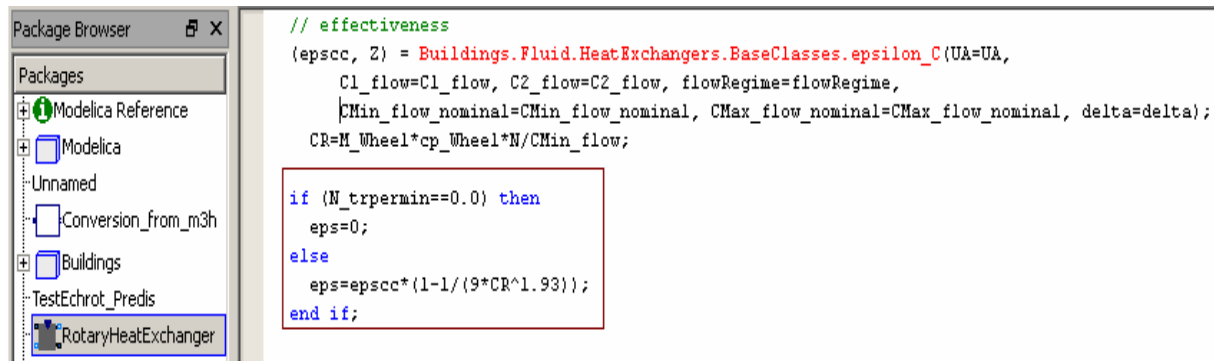 Package Browser
Packages
Modelica Reference
Modelica
Unnamed
Conversion_from_m3h
Buildings
TestEchrot_Predis
RotaryHeatExchanger
// effectiveness
(epscc, Z) = Buildings.Fluid.HeatExchangers.BaseClasses.epsilon_C(UA=UA,
C1_flow=C1_flow, C2_flow=C2_flow, flowRegime=flowRegime,
CMin_flow_nominal=CMin_flow_nominal, CMax_flow_nominal=CMax_flow_nominal, delta=delta);
CR=M_Wheel*cp_Wheel*N/CMin_flow;
if (N_trpermin==0.0) then
eps=0;
else
eps=epscc*(1-1/(9*CR^1.93));
end if;